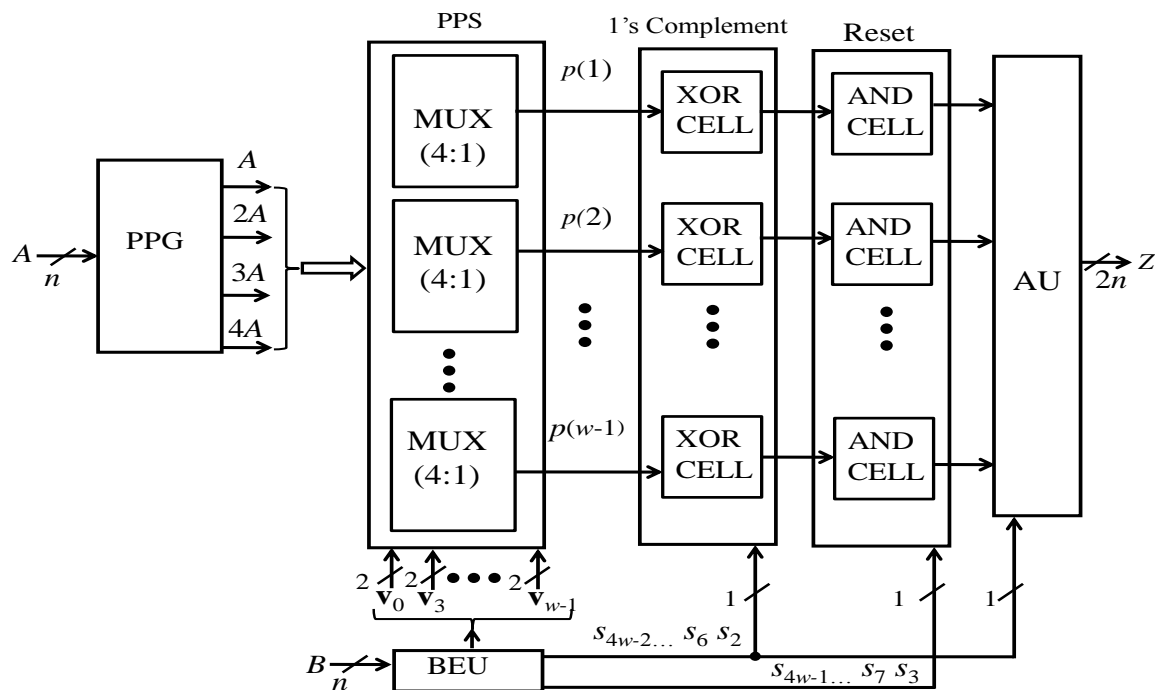 PPS
1's Complement
Reset
p(1)
MUX
(4:1)
XOR
CELL
AND
CELL
A
2A
3A
4A
PPG
A
n
p(2)
MUX
(4:1)
XOR
CELL
AND
CELL
AU
2n
Z
p(w-1)
MUX
(4:1)
XOR
CELL
AND
CELL
2
2
2
v0
v3
vw-1
1
1
1
s4w-2... s6 s2
s4w-1... s7 s3
B
n
BEU